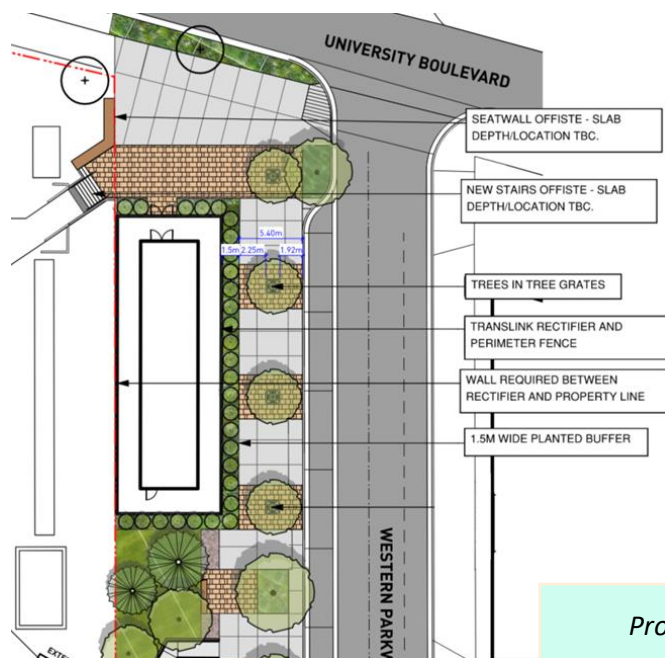 UNIVERSITY BOULEVARD
SEATWALL OFFISTE - SLAB
DEPTH/LOCATION TBC.
NEW STAIRS OFFISTE - SLAB
DEPTH/LOCATION TBC.
5.40m
1.5m 2.25m 1.92m
TREES IN TREE GRATES
TRANSLINK RECTIFIER AND
PERIMETER FENCE
WALL REQUIRED BETWEEN
RECTIFIER AND PROPERTY LINE
1.5M WIDE PLANTED BUFFER
WESTERN PARKW
Pro
EXTE